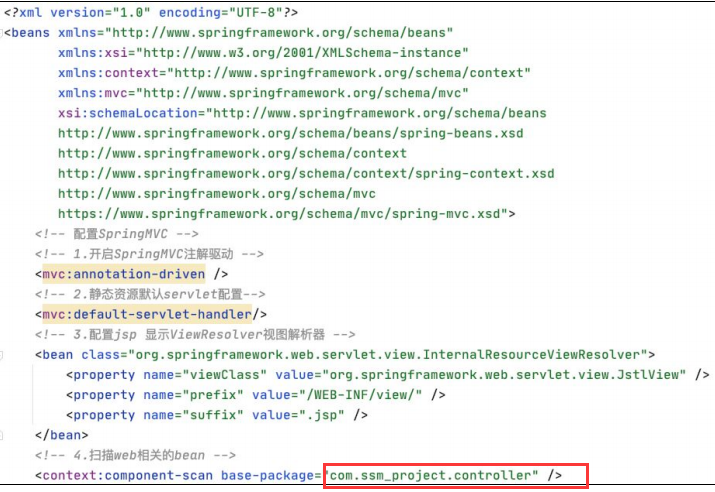 <?xml version="1.0" encoding="UTF-8"?>
<beans xmlns="http://www.springframework.org/schema/beans"
xmlns:xsi="http://www.w3.org/2001/XMLSchema-instance"
xmlns:context="http://www.springframework.org/schema/context"
xmlns:mvc="http://www.springframework.org/schema/mvc"
xsi:schemaLocation="http://www.springframework.org/schema/beans
http://www.springframework.org/schema/beans/spring-beans.xsd
http://www.springframework.org/schema/context
http://www.springframework.org/schema/context/spring-context.xsd
http://www.springframework.org/schema/mvc
https://www.springframework.org/schema/mvc/spring-mvc.xsd">
<!-- 配置SpringMVC -->
<!-- 1.开启SpringMVC注解驱动 -->
<mvc:annotation-driven />
<!-- 2.静态资源默认servlet配置-->
<mvc:default-servlet-handler/>
<!-- 3.配置jsp 显示ViewResolver视图解析器 -->
<bean class="org.springframework.web.servlet.view.InternalResourceViewResolver">
<property name="viewClass" value="org.springframework.web.servlet.view.JstlView" />
<property name="prefix" value="/WEB-INF/view/" />
<property name="suffix" value=".jsp" />
</bean>
<!-- 4.扫描web相关的bean -->
<context:component-scan base-package="com.ssm_project.controller" />